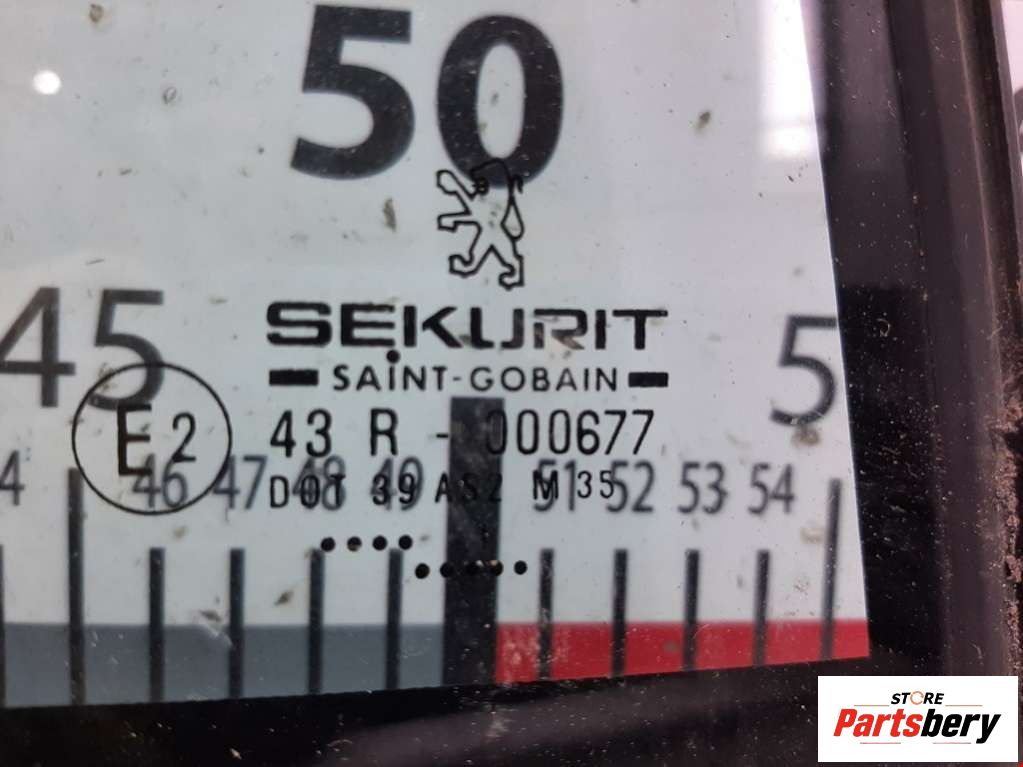 50
SEKURIT
SAINT-GOBAIN
45
5
E2
43 R - 000677
DOT 39 AS2 M 35
4 46 47 48 49 51 52 53 54
STORE
Partsbery